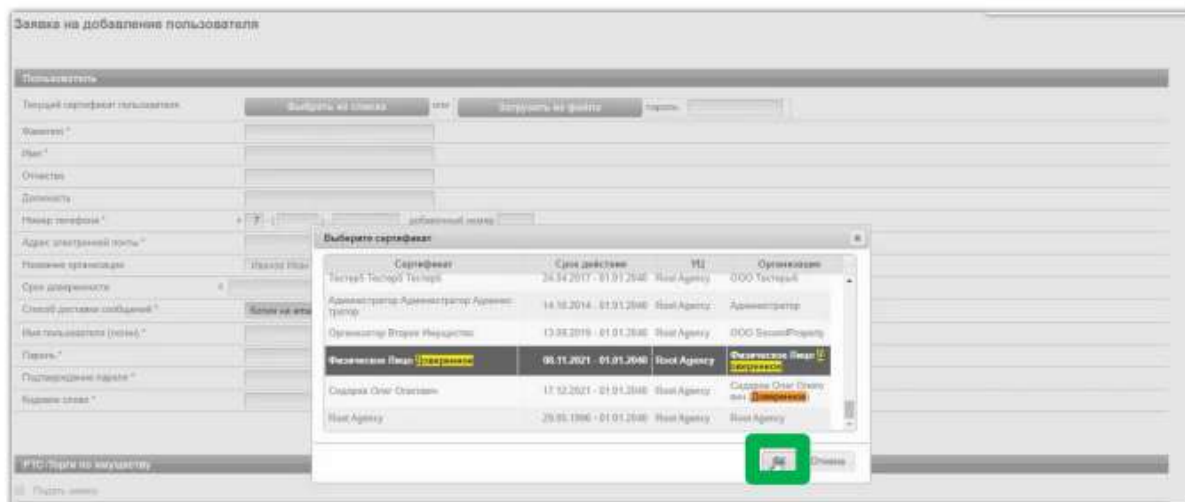 Заявка на добавление пользователя
Пользователь
Текущий сертификат пользователя Выбрать из списка или Загрузить из файла пароль
Фамилия *
Имя *
Отчество
Должность
Номер телефона * + 7 ( ) добавочный номер
Адрес электронной почты *
Название организации Иванов Иван
Срок доверенности с
Способ доставки сообщений * Копия на
Имя пользователя (логин) *
Пароль *
Подтверждение пароля *
Кодовое слово *
Выберите сертификат
Сертификат Срок действия УЦ Организация
Тестер5 Тестер5 Тестер5 24.04.2017 - 01.01.2040 Root Agency ООО Тестерь5
Администратор Администратор Админис
тратор 14.10.2014 - 01.01.2040 Root Agency Администратор
Организатор Второе Имущество 13.09.2019 - 01.01.2040 Root Agency ООО SecondProperty
Физическое Лицо Доверенное 08.11.2021 - 01.01.2040 Root Agency Физическое Лицо Д
оверенное
Сидоров Олег Олегович 17.12.2021 - 01.01.2040 Root Agency Сидоров Олег Олего
вич (Доверенное)
Root Agency 29.05.1996 - 01.01.2040 Root Agency Root Agency
Отмена
РТС-Торги по имуществу
Подать заявку